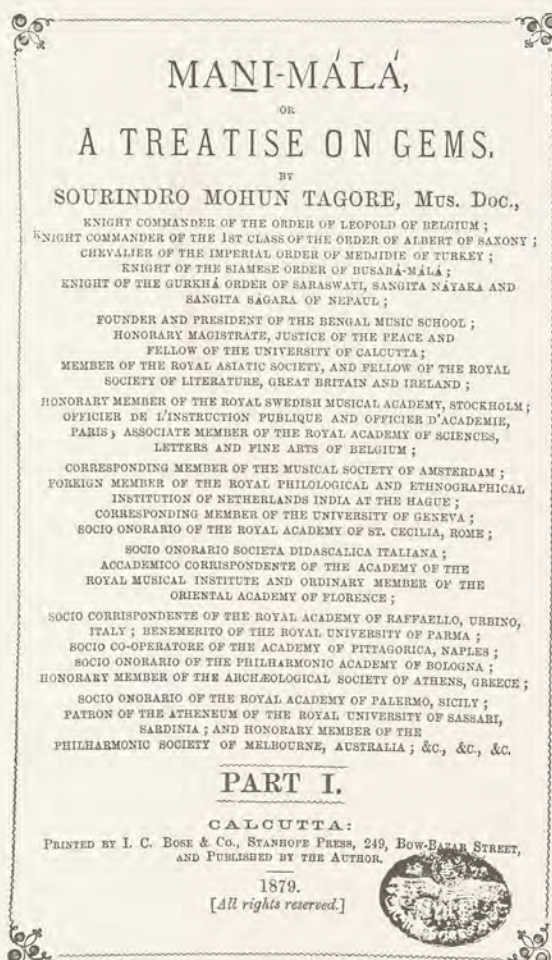 MAṈI-MÁLÁ,
OR
A TREATISE ON GEMS,
BY
SOURINDRO MOHUN TAGORE, MUS. DOC.,
KNIGHT COMMANDER OF THE ORDER OF LEOPOLD OF BELGIUM ;
KNIGHT COMMANDER OF THE 1ST CLASS OF THE ORDER OF ALBERT OF SAXONY ;
CHEVALIER OF THE IMPERIAL ORDER OF MEDJIDIE OF TURKEY ;
KNIGHT OF THE SIAMESE ORDER OF BUSABÁ-MÁLÁ ;
KNIGHT OF THE GURKHÁ ORDER OF SARASWATI, SANGITA NÁYAKA AND
SANGITA SÁGARA OF NEPAUL ;
FOUNDER AND PRESIDENT OF THE BENGAL MUSIC SCHOOL ;
HONORARY MAGISTRATE, JUSTICE OF THE PEACE AND
FELLOW OF THE UNIVERSITY OF CALCUTTA ;
MEMBER OF THE ROYAL ASIATIC SOCIETY, AND FELLOW OF THE ROYAL
SOCIETY OF LITERATURE, GREAT BRITAIN AND IRELAND ;
HONORARY MEMBER OF THE ROYAL SWEDISH MUSICAL ACADEMY, STOCKHOLM ;
OFFICIER DE L'INSTRUCTION PUBLIQUE AND OFFICIER D'ACADEMIE,
PARIS ; ASSOCIATE MEMBER OF THE ROYAL ACADEMY OF SCIENCES,
LETTERS AND FINE ARTS OF BELGIUM ;
CORRESPONDING MEMBER OF THE MUSICAL SOCIETY OF AMSTERDAM ;
FOREIGN MEMBER OF THE ROYAL PHILOLOGICAL AND ETHNOGRAPHICAL
INSTITUTION OF NETHERLANDS INDIA AT THE HAGUE ;
CORRESPONDING MEMBER OF THE UNIVERSITY OF GENEVA ;
SOCIO ONORARIO OF THE ROYAL ACADEMY OF ST. CECILIA, ROME ;
SOCIO ONORARIO SOCIETA DIDASCALICA ITALIANA ;
ACCADEMICO CORRISPONDENTE OF THE ACADEMY OF THE
ROYAL MUSICAL INSTITUTE AND ORDINARY MEMBER OF THE
ORIENTAL ACADEMY OF FLORENCE ;
SOCIO CORRISPONDENTE OF THE ROYAL ACADEMY OF RAFFAELLO, URBINO,
ITALY ; BENEMERITO OF THE ROYAL UNIVERSITY OF PARMA ;
SOCIO CO-OPERATORE OF THE ACADEMY OF PITTAGORICA, NAPLES ;
SOCIO ONORARIO OF THE PHILHARMONIC ACADEMY OF BOLOGNA ;
HONORARY MEMBER OF THE ARCHÆOLOGICAL SOCIETY OF ATHENS, GREECE ;
SOCIO ONORARIO OF THE ROYAL ACADEMY OF PALERMO, SICILY ;
PATRON OF THE ATHENEUM OF THE ROYAL UNIVERSITY OF SASSARI,
SARDINIA ; AND HONORARY MEMBER OF THE
PHILHARMONIC SOCIETY OF MELBOURNE, AUSTRALIA ; &C., &C., &C.
PART I.
CALCUTTA:
PRINTED BY I. C. BOSE & CO., STANHOPE PRESS, 249, BOW-BAZAR STREET,
AND PUBLISHED BY THE AUTHOR.
1879.
[All rights reserved.]